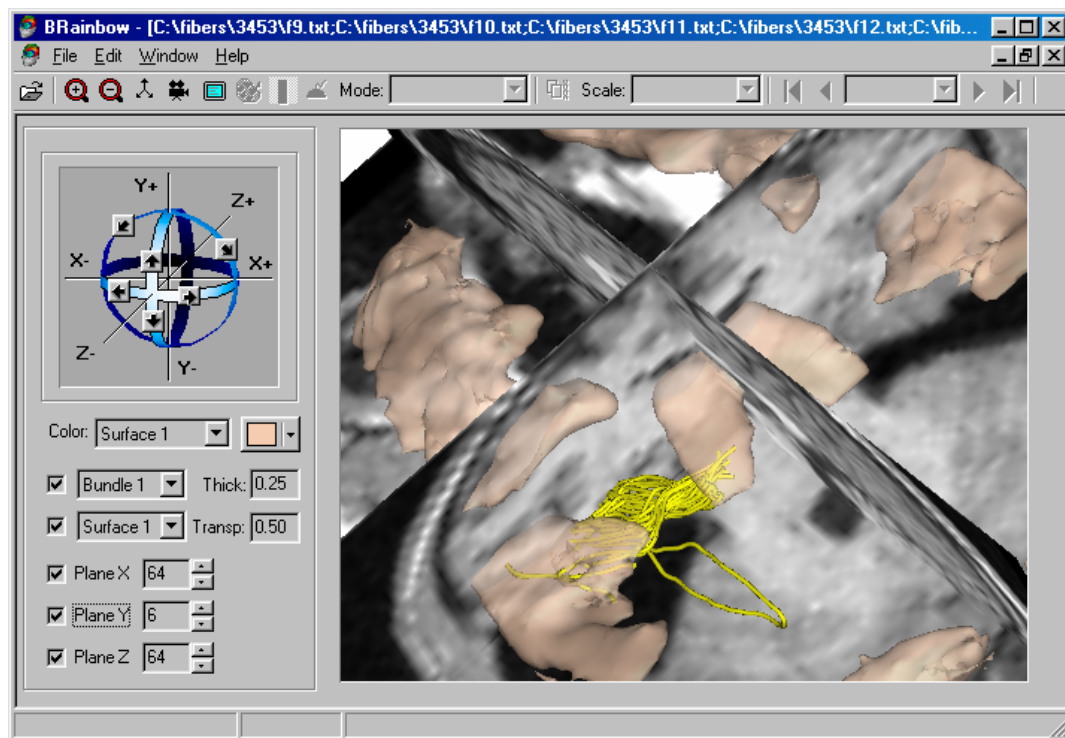 BRainbow - [C:\fibers\3453\f9.txt;C:\fibers\3453\f10.txt;C:\fibers\3453\f11.txt;C:\fibers\3453\f12.txt;C:\fib...
File Edit Window Help
Mode: Scale:
Y+
Z+
X- X+
Z-
Y-
Color: Surface 1
Bundle 1 Thick: 0.25
Surface 1 Transp: 0.50
Plane X 64
Plane Y 6
Plane Z 64